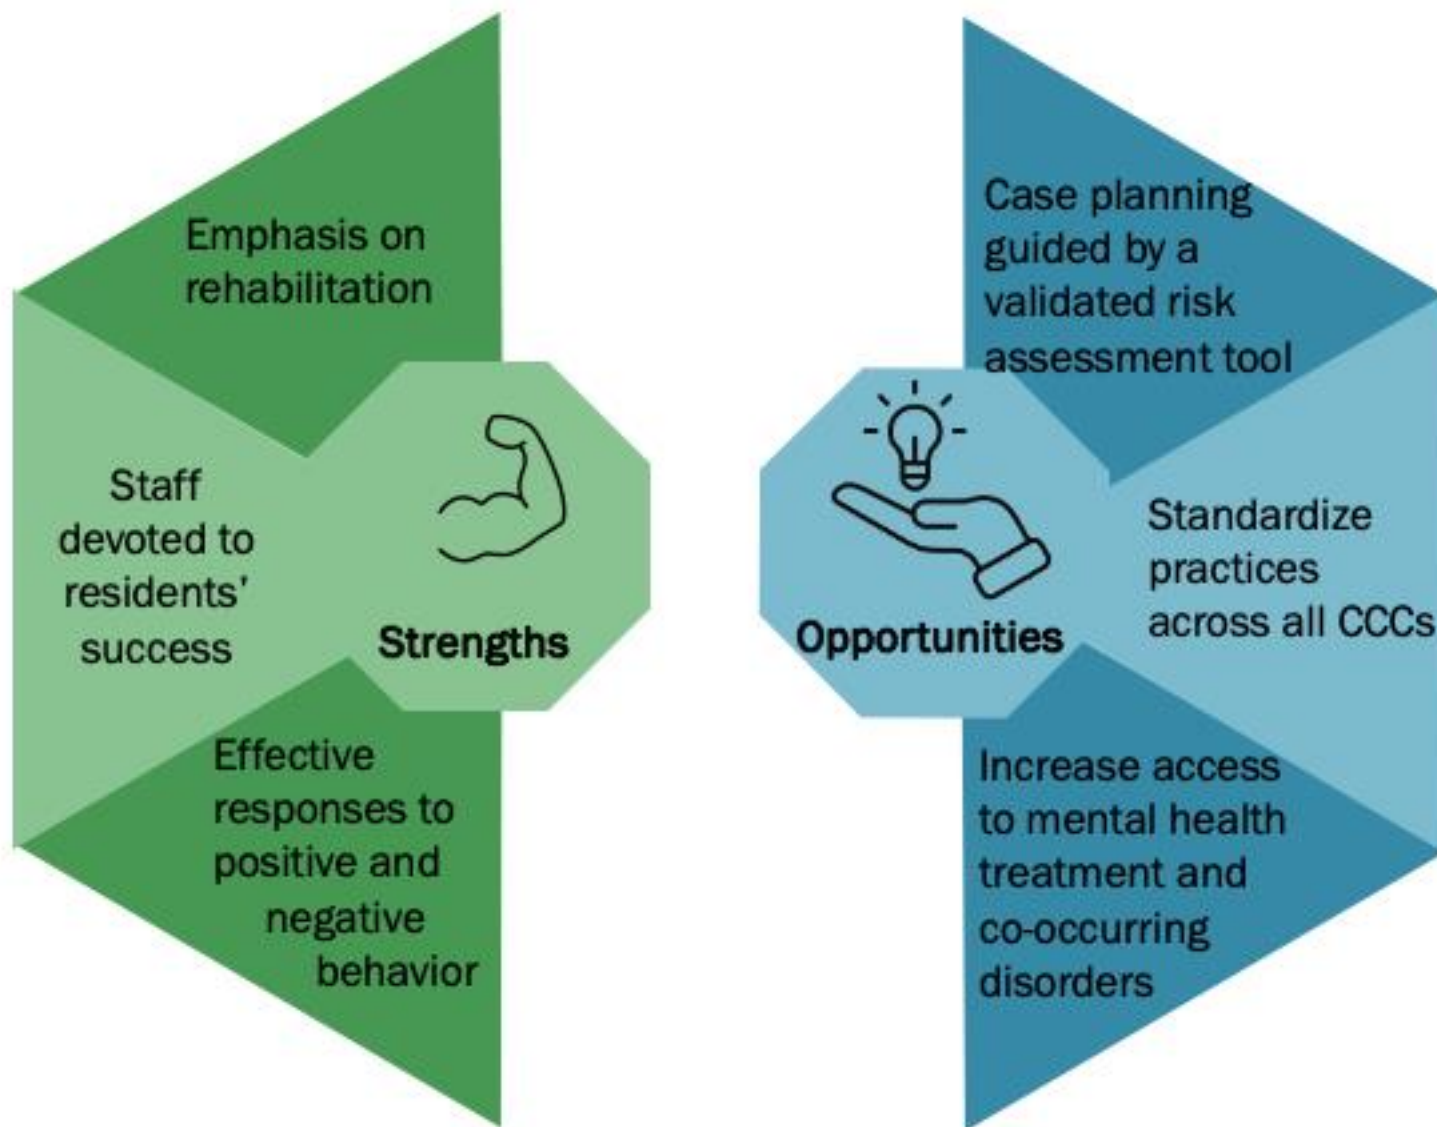 Emphasis on
rehabilitation
Staff
devoted to
residents'
success
Strengths
Effective
responses to
positive and
negative
behavior
Case planning
guided by a
validated risk
assessment tool
Opportunities
Standardize
practices
across all CCCs
Increase access
to mental health
treatment and
co-occurring
disorders